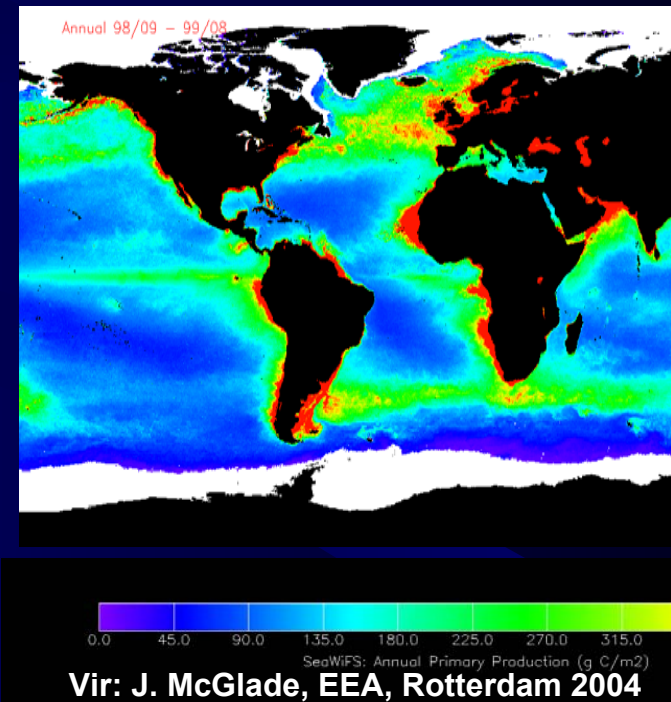 Annual 98/09 - 99/08
0.0 45.0 90.0 135.0 180.0 225.0 270.0 315.0
SeaWiFS: Annual Primary Production (g C/m2)
Vir: J. McGlade, EEA, Rotterdam 2004